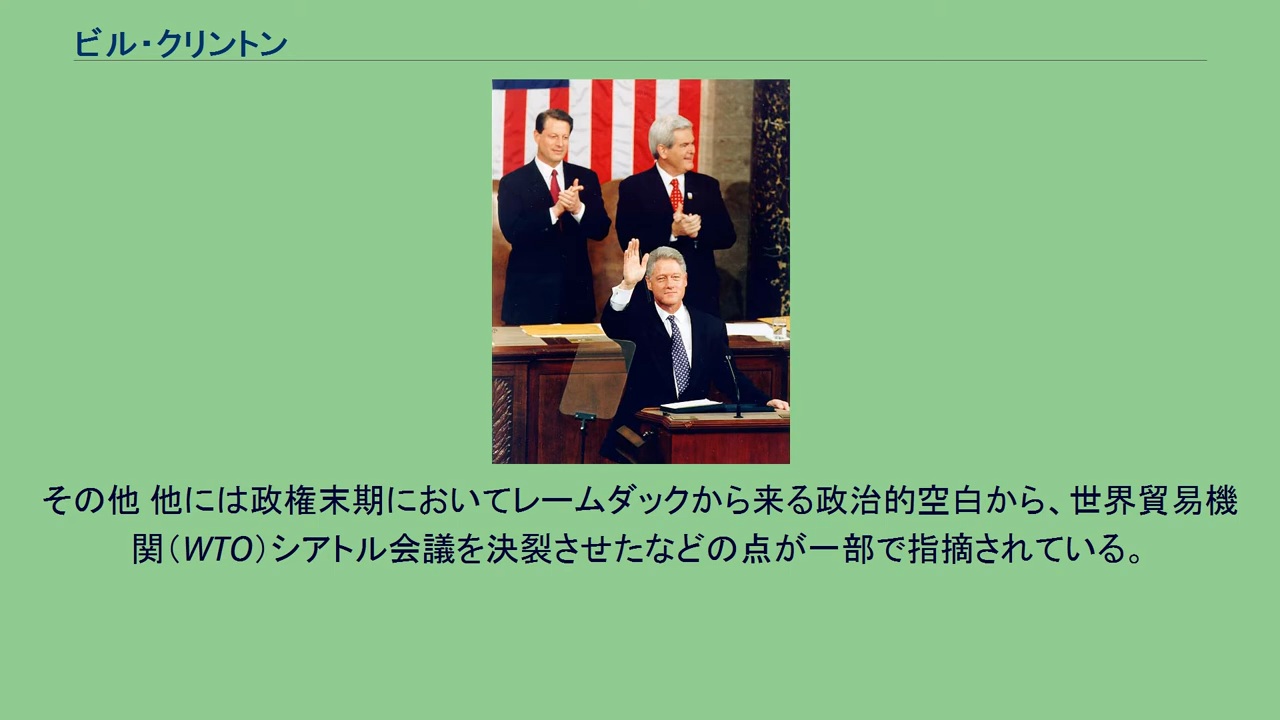 ビル・クリントン
その他 他には政権末期においてレームダックから来る政治的空白から、世界貿易機
関（WTO）シアトル会議を決裂させたなどの点が一部で指摘されている。